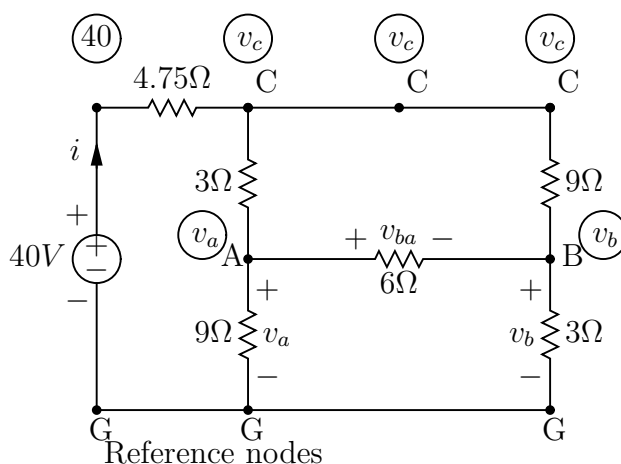 40 v_c v_c v_c
4.75Ω C C C
i
3Ω 9Ω
+ v_a + v_ba − v_b
40V + − A B
− 6Ω
+ +
9Ω v_a v_b 3Ω
− −
G G G
Reference nodes